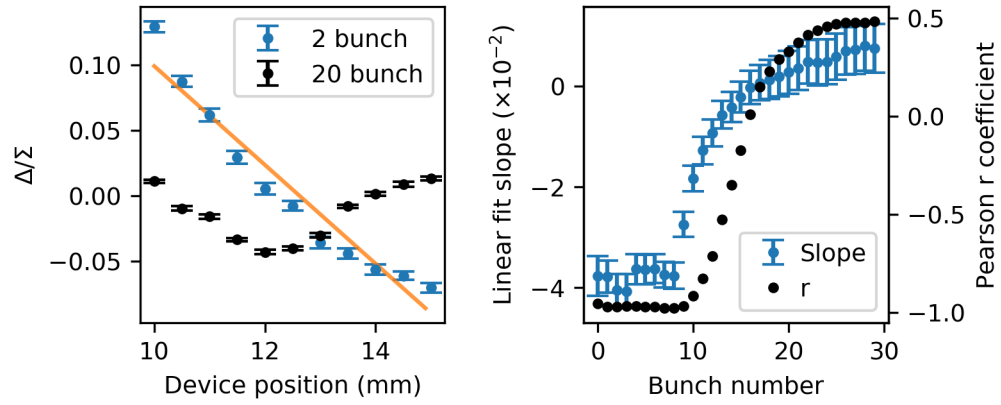 0.10
0.05
0.00
−0.05
Δ/Σ
10
12
14
Device position (mm)
2 bunch
20 bunch
0
−2
−4
Linear fit slope (×10⁻²)
0
10
20
30
Bunch number
Slope
r
0.5
0.0
−0.5
−1.0
Pearson r coefficient